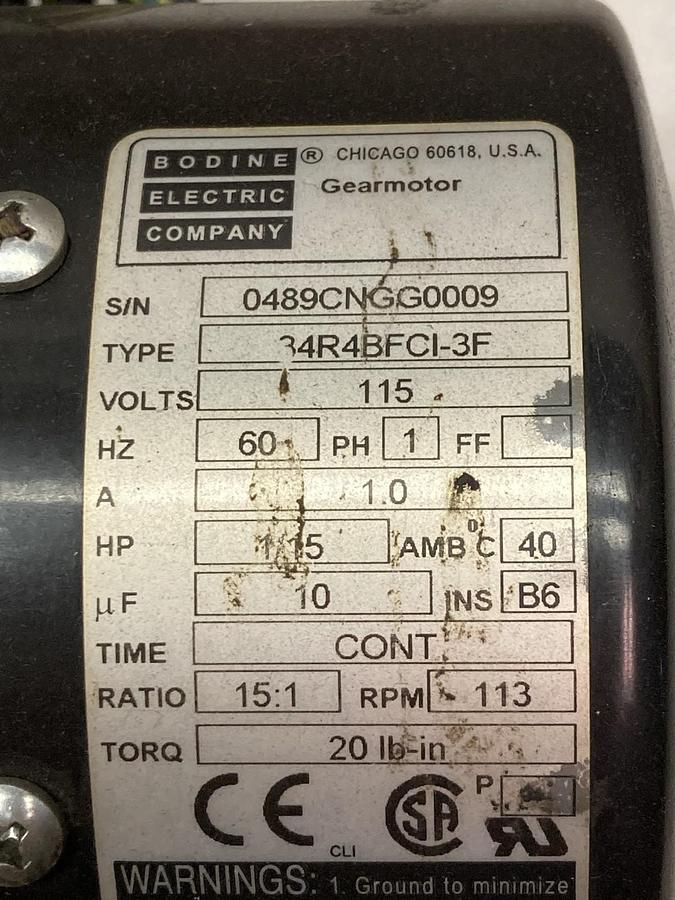 BODINE ® CHICAGO 60618, U.S.A.
ELECTRIC Gearmotor
COMPANY
S/N 0489CNGG0009
TYPE 34R4BFCI-3F
VOLTS 115
HZ 60 PH 1 FF
A 1.0
HP 1/15 AMB °C 40
µF 10 INS B6
TIME CONT
RATIO 15:1 RPM 113
TORQ 20 lb-in
CE CLI SA P RU
WARNINGS: 1. Ground to minimize